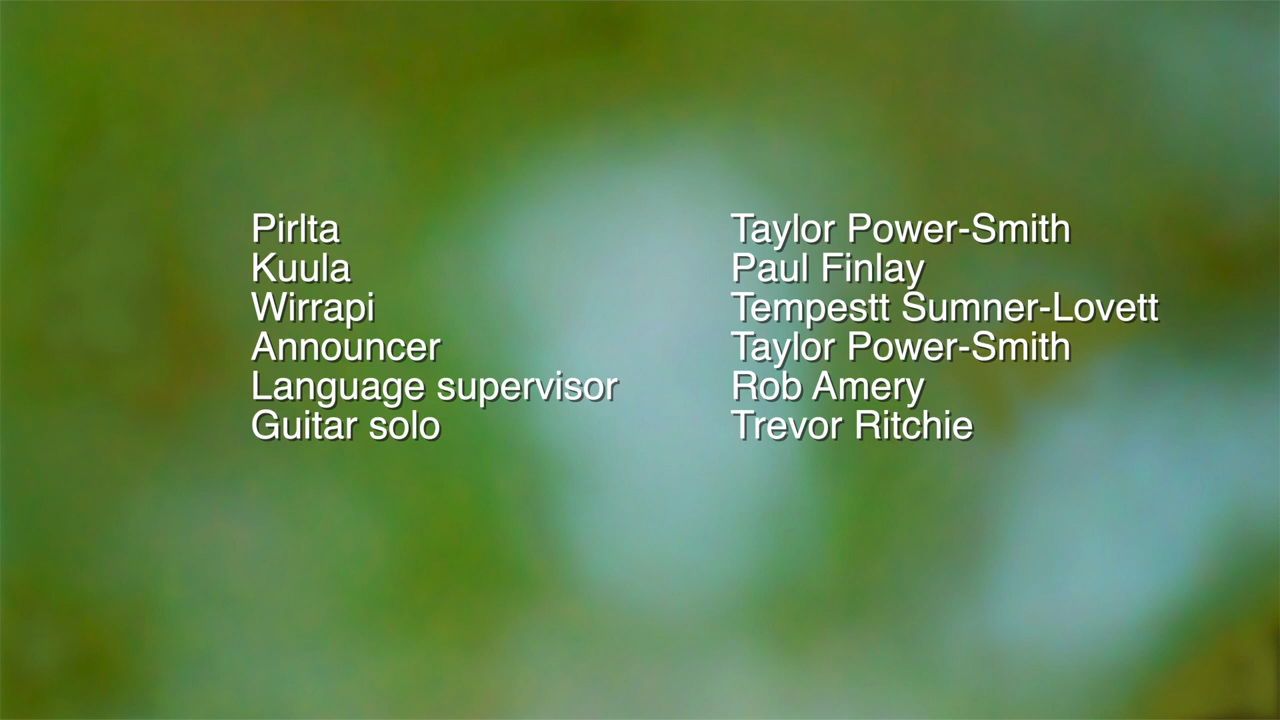 Pirlta Taylor Power-Smith
Kuula Paul Finlay
Wirrapi Tempestt Sumner-Lovett
Announcer Taylor Power-Smith
Language supervisor Rob Amery
Guitar solo Trevor Ritchie